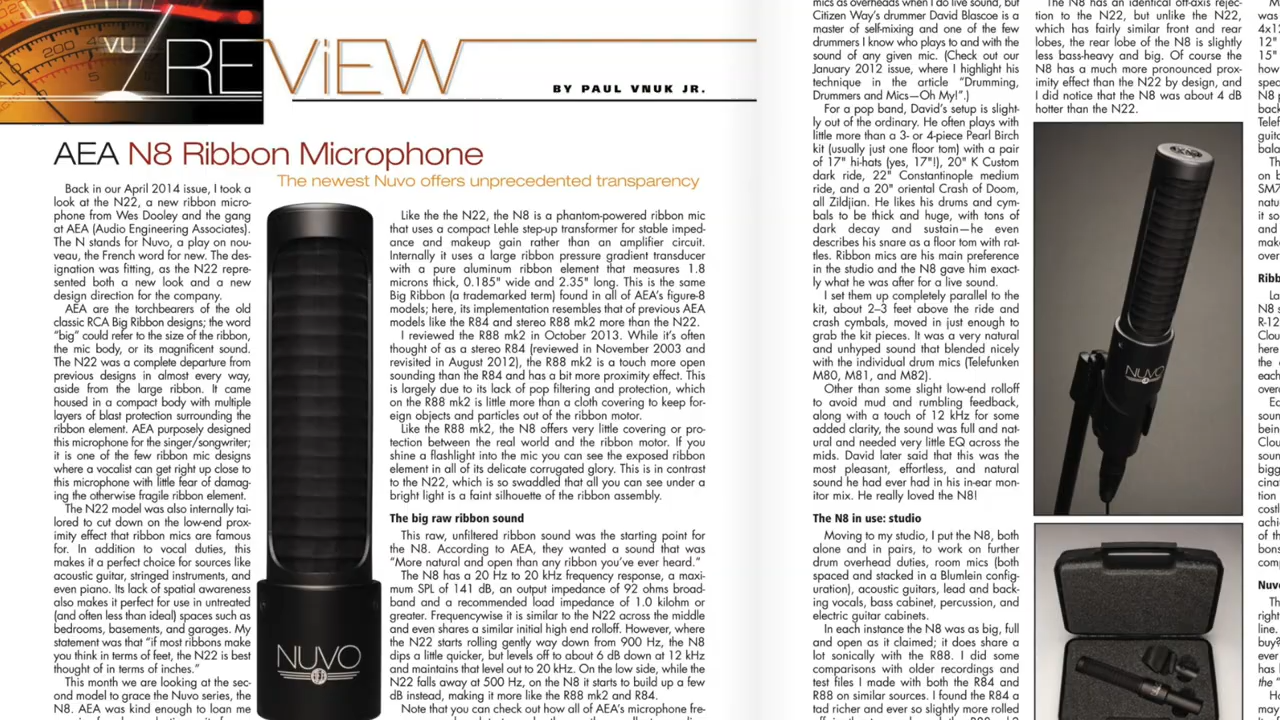 VU
REViEW
BY PAUL VNUK JR.
AEA N8 Ribbon Microphone
The newest Nuvo offers unprecedented transparency
Back in our April 2014 issue, I took a
look at the N22, a new ribbon micro-
phone from Wes Dooley and the gang
at AEA (Audio Engineering Associates).
The N stands for Nuvo, a play on nou-
veau, the French word for new. The des-
ignation was fitting, as the N22 repre-
sented both a new look and a new
design direction for the company.
AEA are the torchbearers of the old
classic RCA Big Ribbon designs; the word
"big" could refer to the size of the ribbon,
the mic body, or its magnificent sound.
The N22 was a complete departure from
previous designs in almost every way,
aside from the large ribbon. It came
housed in a compact body with multiple
layers of blast protection surrounding the
ribbon element. AEA purposely designed
this microphone for the singer/songwriter;
it is one of the few ribbon mic designs
where a vocalist can get right up close to
this microphone with little fear of damag-
ing the otherwise fragile ribbon element.
The N22 model was also internally tai-
lored to cut down on the low-end prox-
imity effect that ribbon mics are famous
for. In addition to vocal duties, this
makes it a perfect choice for sources like
acoustic guitar, stringed instruments, and
even piano. Its lack of spatial awareness
also makes it perfect for use in untreated
(and often less than ideal) spaces such as
bedrooms, basements, and garages. My
statement was that "if most ribbons make
you think in terms of feet, the N22 is best
thought of in terms of inches."
This month we are looking at the sec-
ond model to grace the Nuvo series, the
N8. AEA was kind enough to loan me
NUVO
Like the the N22, the N8 is a phantom-powered ribbon mic
that uses a compact Lehle step-up transformer for stable imped-
ance and makeup gain rather than an amplifier circuit.
Internally it uses a large ribbon pressure gradient transducer
with a pure aluminum ribbon element that measures 1.8
microns thick, 0.185" wide and 2.35" long. This is the same
Big Ribbon (a trademarked term) found in all of AEA's figure-8
models; here, its implementation resembles that of previous AEA
models like the R84 and stereo R88 mk2 more than the N22.
I reviewed the R88 mk2 in October 2013. While it's often
thought of as a stereo R84 (reviewed in November 2003 and
revisited in August 2012), the R88 mk2 is a touch more open
sounding than the R84 and has a bit more proximity effect. This
is largely due to its lack of pop filtering and protection, which
on the R88 mk2 is little more than a cloth covering to keep for-
eign objects and particles out of the ribbon motor.
Like the R88 mk2, the N8 offers very little covering or pro-
tection between the real world and the ribbon motor. If you
shine a flashlight into the mic you can see the exposed ribbon
element in all of its delicate corrugated glory. This is in contrast
to the N22, which is so swaddled that all you can see under a
bright light is a faint silhouette of the ribbon assembly.
The big raw ribbon sound
This raw, unfiltered ribbon sound was the starting point for
the N8. According to AEA, they wanted a sound that was
"More natural and open than any ribbon you've ever heard."
The N8 has a 20 Hz to 20 kHz frequency response, a maxi-
mum SPL of 141 dB, an output impedance of 92 ohms broad-
band and a recommended load impedance of 1.0 kilohm or
greater. Frequencywise it is similar to the N22 across the middle
and even shares a similar initial high end rolloff. However, where
the N22 starts rolling gently way down from 900 Hz, the N8
dips a little quicker, but levels off to about 6 dB down at 12 kHz
and maintains that level out to 20 kHz. On the low side, while the
N22 falls away at 500 Hz, on the N8 it starts to build up a few
dB instead, making it more like the R88 mk2 and R84.
Note that you can check out how all of AEA's microphone fre-
mics as overheads when I do live sound, but
Citizen Way's drummer David Blascoe is a
master of self-mixing and one of the few
drummers I know who plays to and with the
sound of any given mic. (Check out our
January 2012 issue, where I highlight his
technique in the article "Drumming,
Drummers and Mics—Oh My!".)
For a pop band, David's setup is slight-
ly out of the ordinary. He often plays with
little more than a 3- or 4-piece Pearl Birch
kit (usually just one floor tom) with a pair
of 17" hi-hats (yes, 17"!), 20" K Custom
dark ride, 22" Constantinople medium
ride, and a 20" oriental Crash of Doom,
all Zildjian. He likes his drums and cym-
bals to be thick and huge, with tons of
dark decay and sustain—he even
describes his snare as a floor tom with rat-
tles. Ribbon mics are his main preference
in the studio and the N8 gave him exact-
ly what he was after for a live sound.
I set them up completely parallel to the
kit, about 2–3 feet above the ride and
crash cymbals, moved in just enough to
grab the kit pieces. It was a very natural
and unhyped sound that blended nicely
with the individual drum mics (Telefunken
M80, M81, and M82).
Other than some slight low-end rolloff
to avoid mud and rumbling feedback,
along with a touch of 12 kHz for some
added clarity, the sound was full and nat-
ural and needed very little EQ across the
mids. David later said that this was the
most pleasant, effortless, and natural
sound he had ever had in his in-ear mon-
itor mix. He really loved the N8!
The N8 in use: studio
Moving to my studio, I put the N8, both
alone and in pairs, to work on further
drum overhead duties, room mics (both
spaced and stacked in a Blumlein config-
uration), acoustic guitars, lead and back-
ing vocals, bass cabinet, percussion, and
electric guitar cabinets.
In each instance the N8 was as big, full
and open as it claimed; it does share a
lot sonically with the R88. I did some
comparisons with older recordings and
test files I made with both the R84 and
R88 on similar sources. I found the R84 a
tad richer and ever so slightly more rolled
The N8 has an identical off-axis rejec-
tion to the N22, but unlike the N22,
which has fairly similar front and rear
lobes, the rear lobe of the N8 is slightly
less bass-heavy and big. Of course the
N8 has a much more pronounced prox-
imity effect than the N22 by design, and
I did notice that the N8 was about 4 dB
hotter than the N22.
NUVO